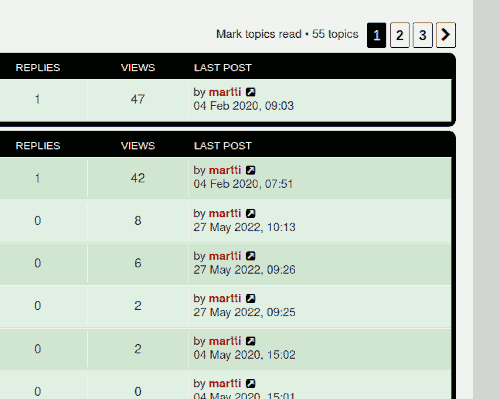 Mark topics read • 55 topics 1 2 3
REPLIES VIEWS LAST POST
1 47 by martti
04 Feb 2020, 09:03
REPLIES VIEWS LAST POST
1 42 by martti
04 Feb 2020, 07:51
0 8 by martti
27 May 2022, 10:13
0 6 by martti
27 May 2022, 09:26
0 2 by martti
27 May 2022, 09:25
0 2 by martti
04 May 2020, 15:02
0 0 by martti
04 May 2020, 15:01